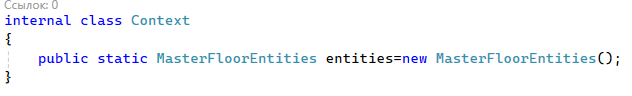 Ссылок: 0
internal class Context
{
public static MasterFloorEntities entities=new MasterFloorEntities();
}